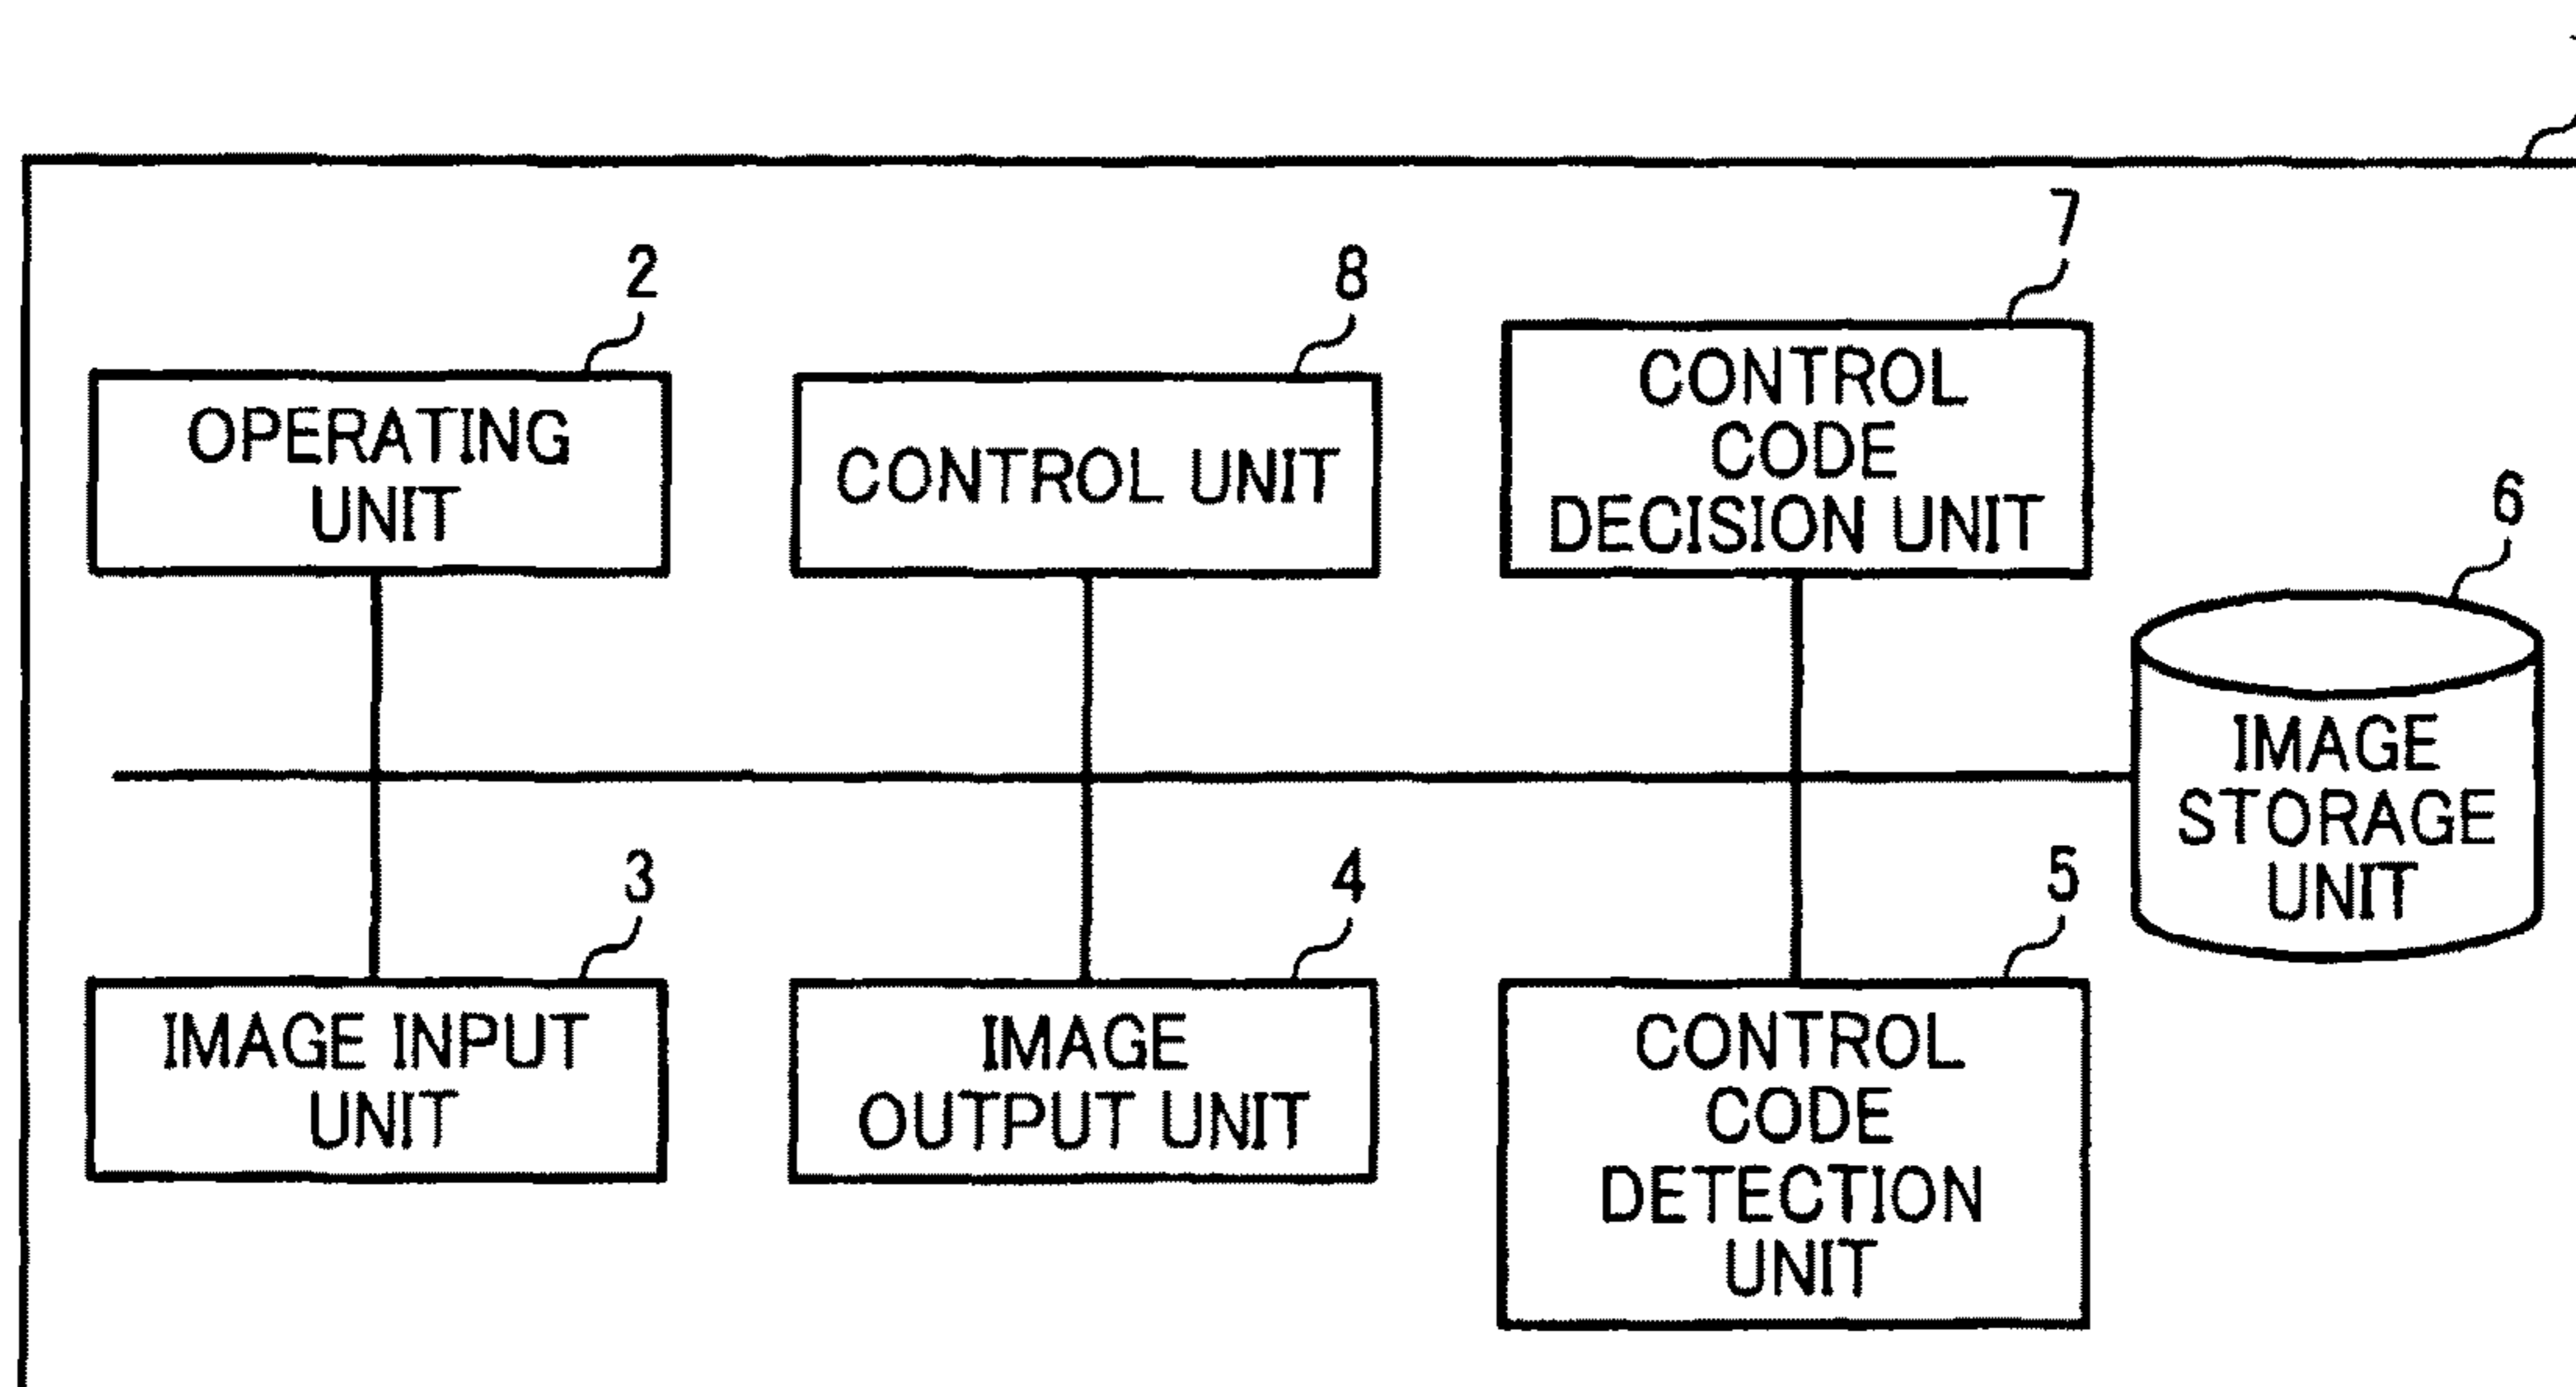 7
2
8
OPERATING
UNIT
CONTROL UNIT
CONTROL
CODE
DECISION UNIT
6
IMAGE
STORAGE
UNIT
3
4
5
IMAGE INPUT
UNIT
IMAGE
OUTPUT UNIT
CONTROL
CODE
DETECTION
UNIT